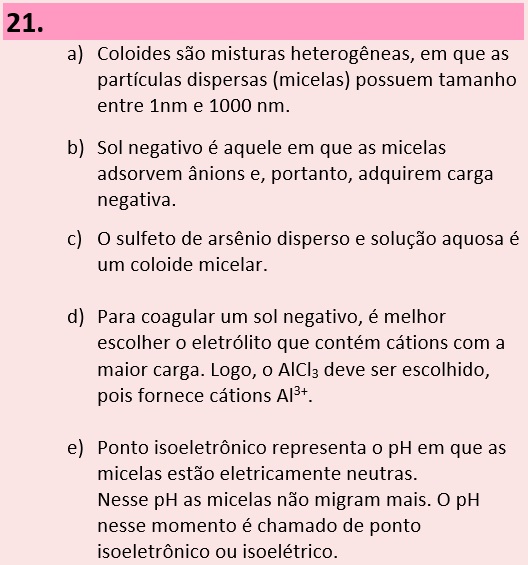 21.
a) Coloides são misturas heterogêneas, em que as
partículas dispersas (micelas) possuem tamanho
entre 1nm e 1000 nm.
b) Sol negativo é aquele em que as micelas
adsorvem ânions e, portanto, adquirem carga
negativa.
c) O sulfeto de arsênio disperso e solução aquosa é
um coloide micelar.
d) Para coagular um sol negativo, é melhor
escolher o eletrólito que contém cátions com a
maior carga. Logo, o AlCl₃ deve ser escolhido,
pois fornece cátions Al³⁺.
e) Ponto isoeletrônico representa o pH em que as
micelas estão eletricamente neutras.
Nesse pH as micelas não migram mais. O pH
nesse momento é chamado de ponto
isoeletrônico ou isoelétrico.